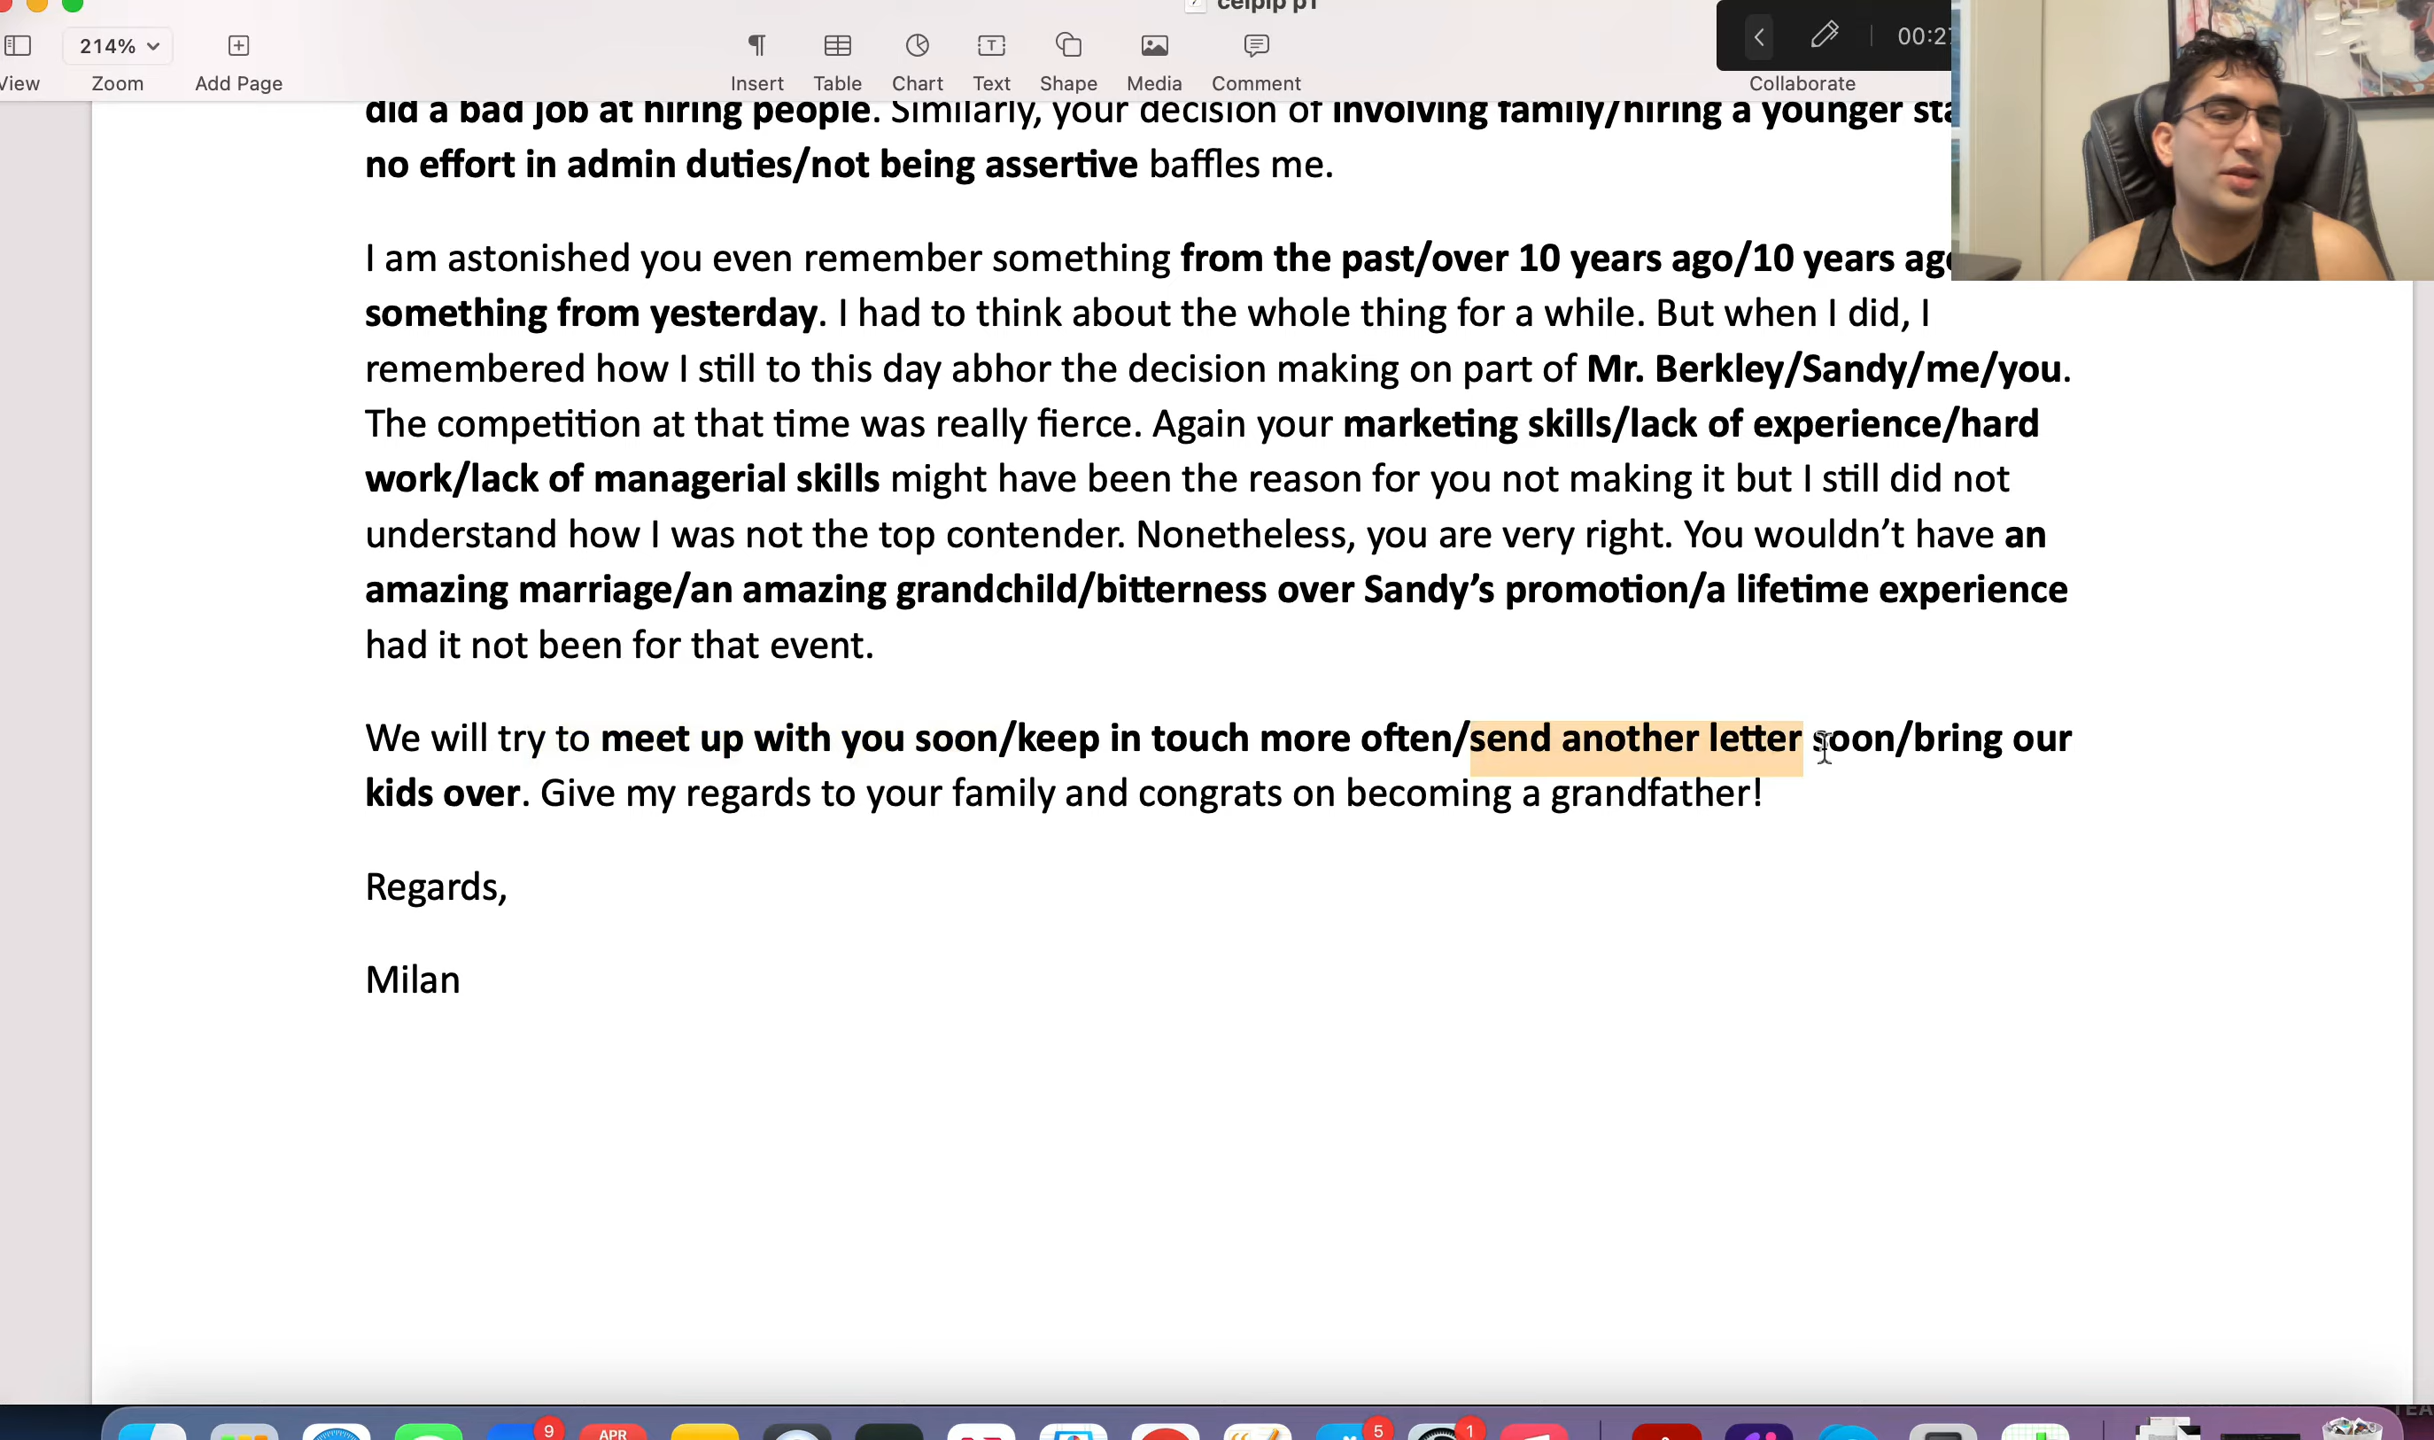 celpip p1
214%
00:2
View
Zoom
Add Page
Insert
Table
Chart
Text
Shape
Media
Comment
Collaborate
did a bad job at hiring people. Similarly, your decision of involving family/hiring a younger
no effort in admin duties/not being assertive baffles me.
I am astonished you even remember something from the past/over 10 years ago/10 years
something from yesterday. I had to think about the whole thing for a while. But when I did, I
remembered how I still to this day abhor the decision making on part of Mr. Berkley/Sandy/me/you.
The competition at that time was really fierce. Again your marketing skills/lack of experience/hard
work/lack of managerial skills might have been the reason for you not making it but I still did not
understand how I was not the top contender. Nonetheless, you are very right. You wouldn’t have an
amazing marriage/an amazing grandchild/bitterness over Sandy’s promotion/a lifetime experience
had it not been for that event.
We will try to meet up with you soon/keep in touch more often/send another letter soon/bring our
kids over. Give my regards to your family and congrats on becoming a grandfather!
Regards,
Milan
9
APR
5
1